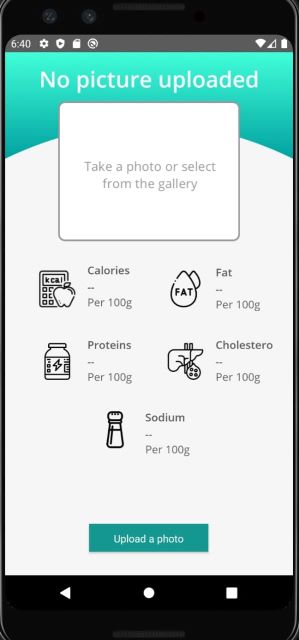 6:40
No picture uploaded
Take a photo or select
from the gallery
kcal
Calories
--
Per 100g
FAT
Fat
--
Per 100g
Proteins
--
Per 100g
Cholestero
--
Per 100g
Sodium
--
Per 100g
Upload a photo